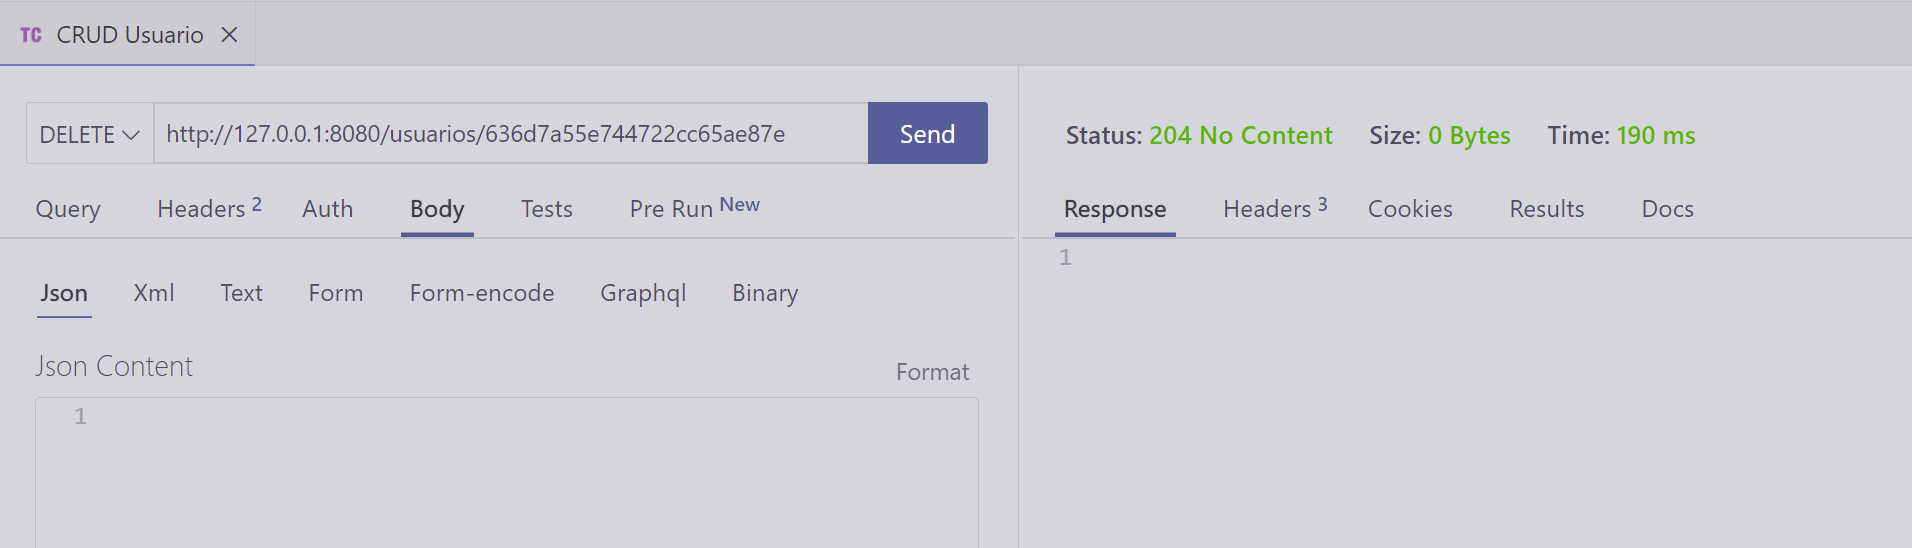 TC CRUD Usuario
DELETE http://127.0.0.1:8080/usuarios/636d7a55e744722cc65ae87e Send
Query Headers 2 Auth Body Tests Pre Run New
Json Xml Text Form Form-encode Graphql Binary
Json Content Format
1
Status: 204 No Content Size: 0 Bytes Time: 190 ms
Response Headers 3 Cookies Results Docs
1